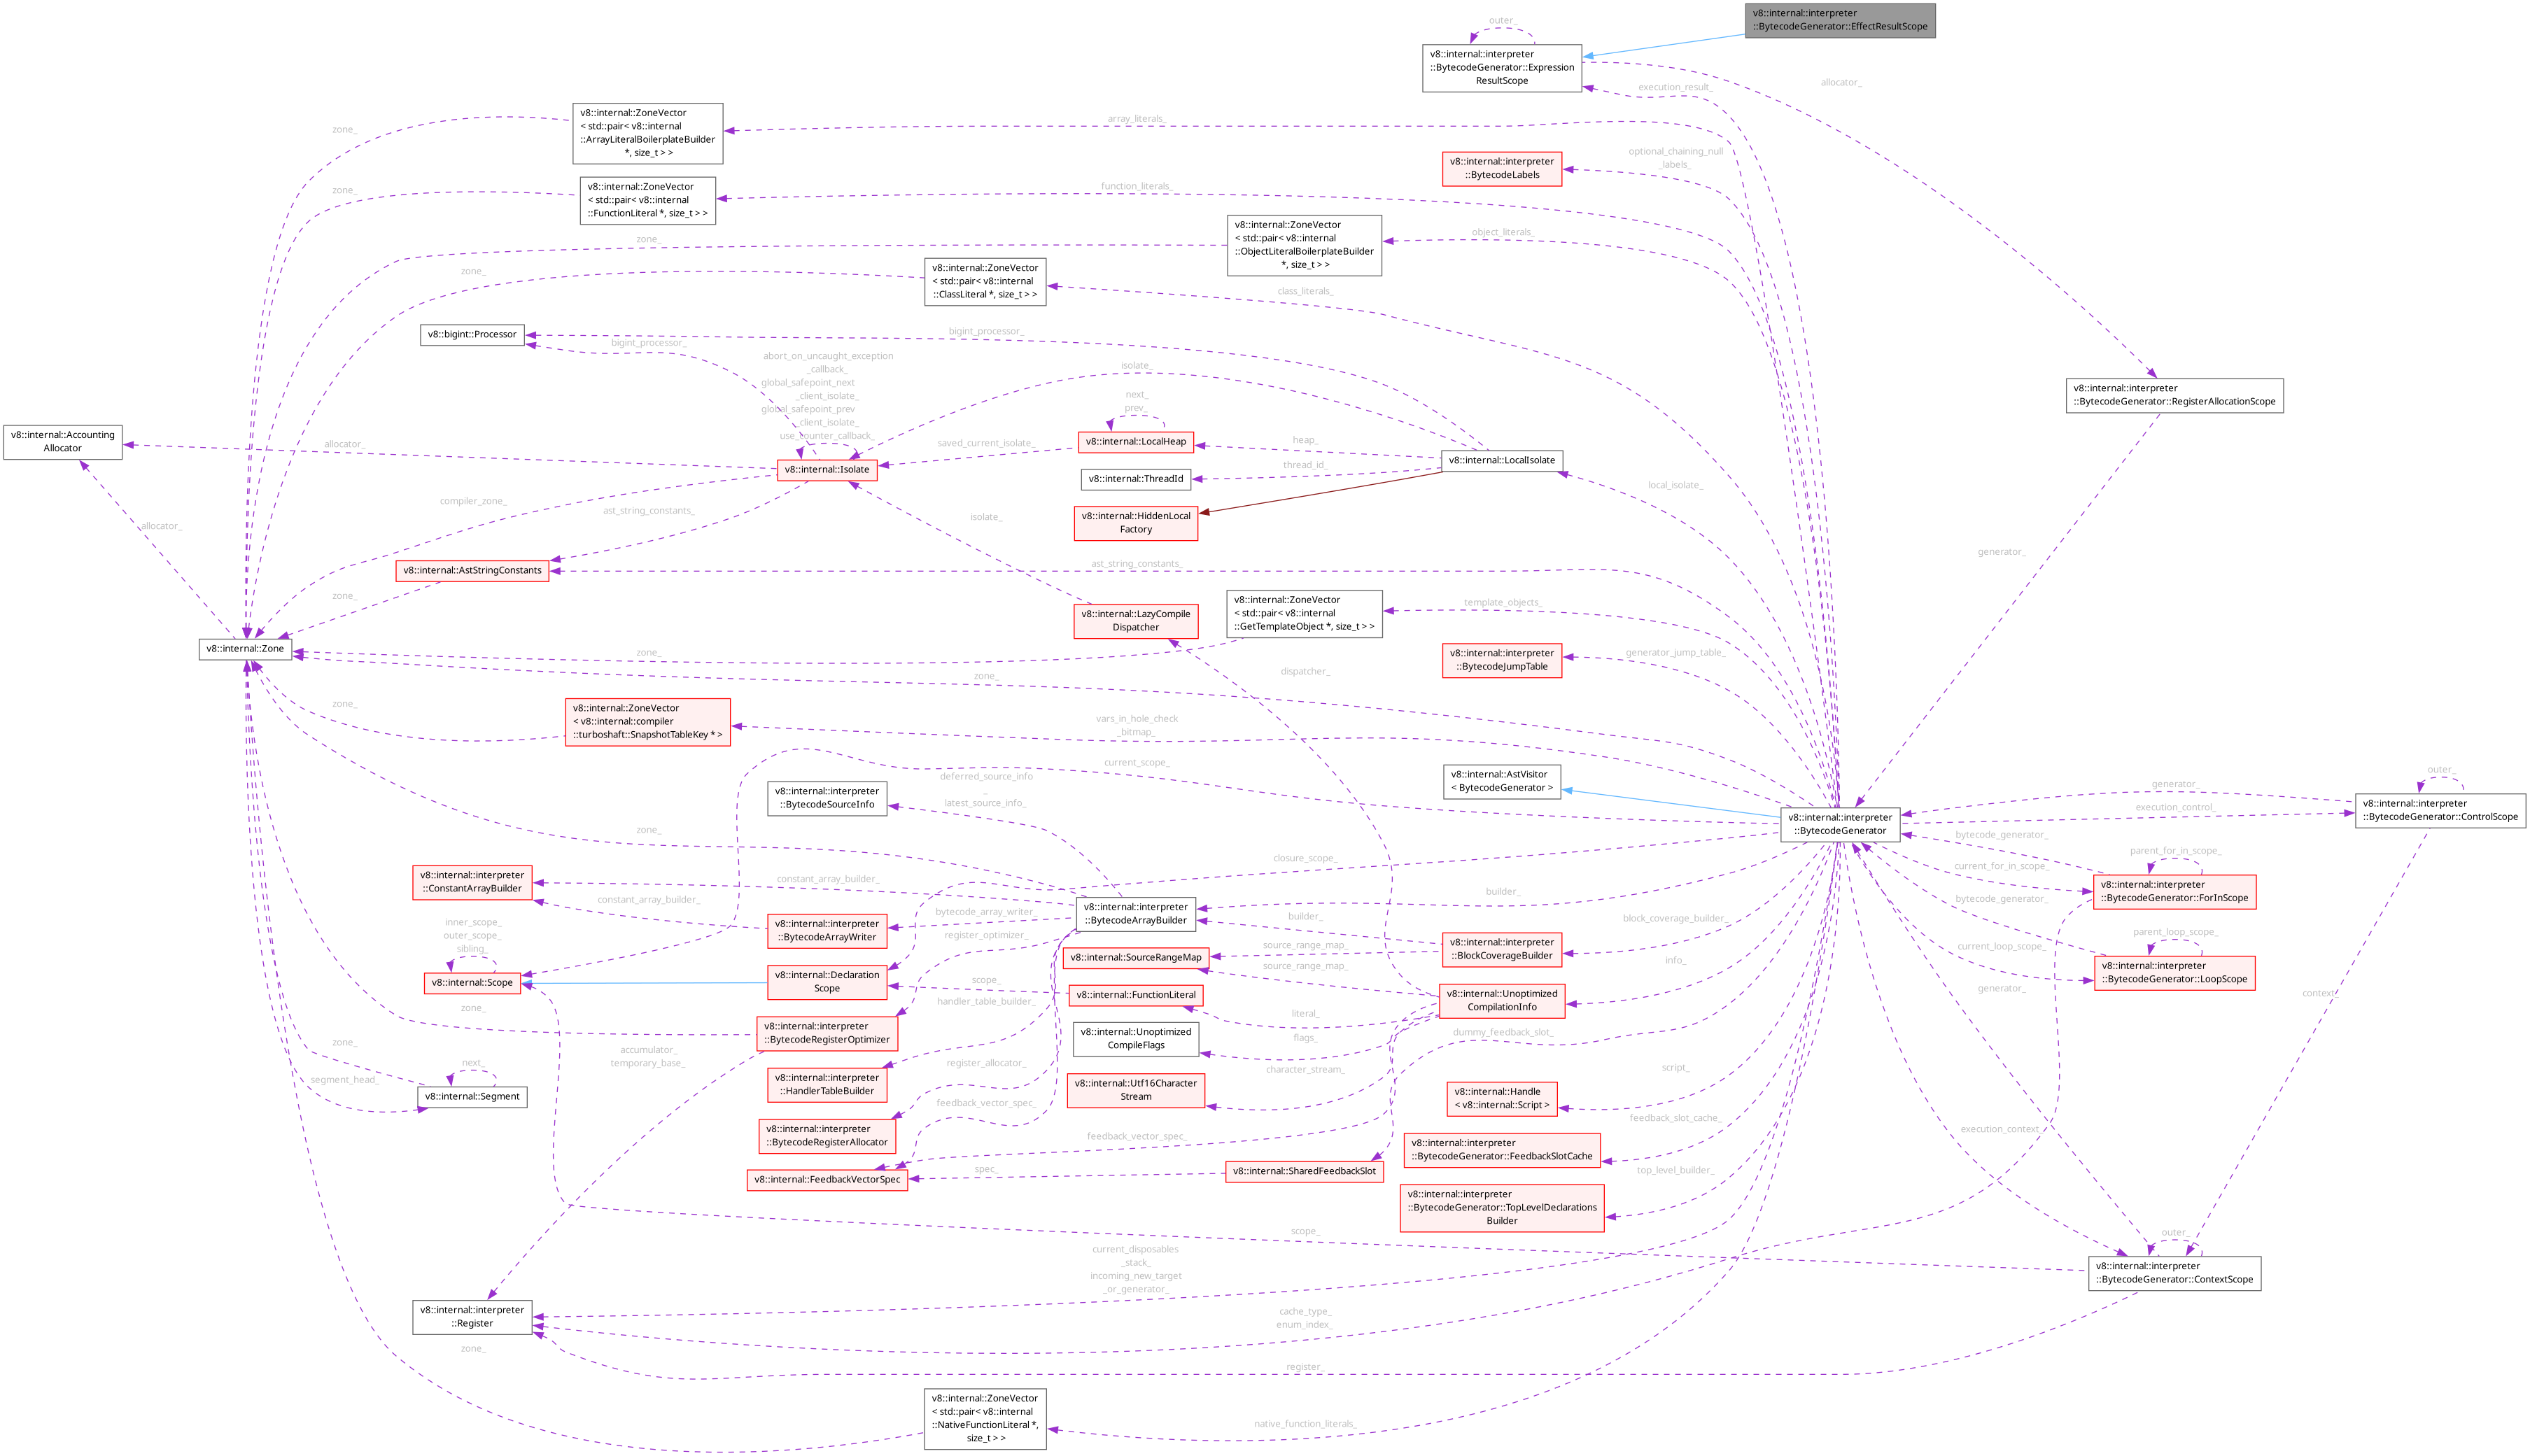 v8::internal::interpreter
::BytecodeGenerator::EffectResultScope
outer_
v8::internal::interpreter
::BytecodeGenerator::Expression
ResultScope
allocator_
execution_result_
v8::internal::ZoneVector
< std::pair< v8::internal
::ArrayLiteralBoilerplateBuilder
*, size_t > >
zone_
array_literals_
v8::internal::interpreter
::BytecodeLabels
optional_chaining_null
_labels_
v8::internal::ZoneVector
< std::pair< v8::internal
::FunctionLiteral *, size_t > >
zone_
function_literals_
v8::internal::ZoneVector
< std::pair< v8::internal
::ObjectLiteralBoilerplateBuilder
*, size_t > >
zone_
object_literals_
v8::internal::ZoneVector
< std::pair< v8::internal
::ClassLiteral *, size_t > >
zone_
class_literals_
v8::bigint::Processor
bigint_processor_
bigint_processor_
abort_on_uncaught_exception
_callback_
global_safepoint_next
_client_isolate_
global_safepoint_prev
_client_isolate_
use_counter_callback_
isolate_
next_
prev_
v8::internal::interpreter
::BytecodeGenerator::RegisterAllocationScope
v8::internal::Accounting
Allocator
allocator_
v8::internal::Isolate
saved_current_isolate_
v8::internal::LocalHeap
heap_
v8::internal::LocalIsolate
thread_id_
v8::internal::ThreadId
local_isolate_
compiler_zone_
ast_string_constants_
isolate_
v8::internal::HiddenLocal
Factory
allocator_
generator_
v8::internal::AstStringConstants
ast_string_constants_
zone_
v8::internal::LazyCompile
Dispatcher
v8::internal::ZoneVector
< std::pair< v8::internal
::GetTemplateObject *, size_t > >
template_objects_
v8::internal::Zone
zone_
dispatcher_
v8::internal::interpreter
::BytecodeJumpTable
generator_jump_table_
zone_
v8::internal::ZoneVector
< v8::internal::compiler
::turboshaft::SnapshotTableKey * >
zone_
vars_in_hole_check
_bitmap_
current_scope_
v8::internal::interpreter
::BytecodeSourceInfo
deferred_source_info
_
latest_source_info_
v8::internal::AstVisitor
< BytecodeGenerator >
v8::internal::interpreter
::BytecodeGenerator
generator_
execution_control_
outer_
v8::internal::interpreter
::BytecodeGenerator::ControlScope
zone_
closure_scope_
bytecode_generator_
current_for_in_scope_
parent_for_in_scope_
v8::internal::interpreter
::BytecodeGenerator::ForInScope
v8::internal::interpreter
::ConstantArrayBuilder
constant_array_builder_
constant_array_builder_
v8::internal::interpreter
::BytecodeArrayWriter
bytecode_array_writer_
v8::internal::interpreter
::BytecodeArrayBuilder
builder_
builder_
block_coverage_builder_
bytecode_generator_
register_optimizer_
inner_scope_
outer_scope_
sibling_
v8::internal::Scope
v8::internal::Declaration
Scope
scope_
v8::internal::SourceRangeMap
source_range_map_
source_range_map_
v8::internal::interpreter
::BlockCoverageBuilder
info_
current_loop_scope_
parent_loop_scope_
v8::internal::interpreter
::BytecodeGenerator::LoopScope
generator_
context_
handler_table_builder_
v8::internal::FunctionLiteral
literal_
v8::internal::Unoptimized
CompilationInfo
zone_
v8::internal::interpreter
::BytecodeRegisterOptimizer
v8::internal::Unoptimized
CompileFlags
flags_
dummy_feedback_slot_
zone_
segment_head_
next_
v8::internal::Segment
accumulator_
temporary_base_
v8::internal::interpreter
::HandlerTableBuilder
register_allocator_
v8::internal::Utf16Character
Stream
character_stream_
script_
v8::internal::Handle
< v8::internal::Script >
v8::internal::interpreter
::BytecodeRegisterAllocator
feedback_vector_spec_
feedback_vector_spec_
v8::internal::interpreter
::BytecodeGenerator::FeedbackSlotCache
feedback_slot_cache_
execution_context_
v8::internal::FeedbackVectorSpec
spec_
v8::internal::SharedFeedbackSlot
top_level_builder_
v8::internal::interpreter
::BytecodeGenerator::TopLevelDeclarations
Builder
scope_
outer_
v8::internal::interpreter
::BytecodeGenerator::ContextScope
current_disposables
_stack_
incoming_new_target
_or_generator_
v8::internal::interpreter
::Register
cache_type_
enum_index_
zone_
register_
v8::internal::ZoneVector
< std::pair< v8::internal
::NativeFunctionLiteral *,
size_t > >
native_function_literals_